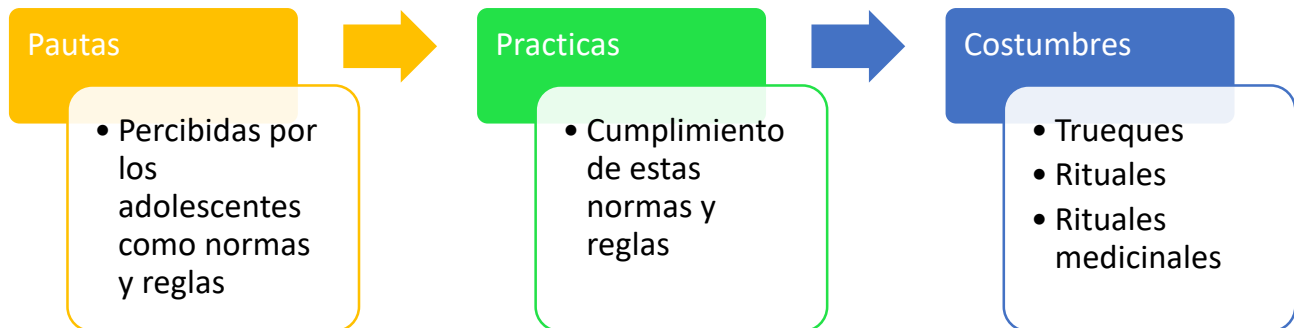 Pautas
• Percibidas por
los
adolescentes
como normas
y reglas
Practicas
• Cumplimiento
de estas
normas y
reglas
Costumbres
• Trueques
• Rituales
• Rituales
medicinales